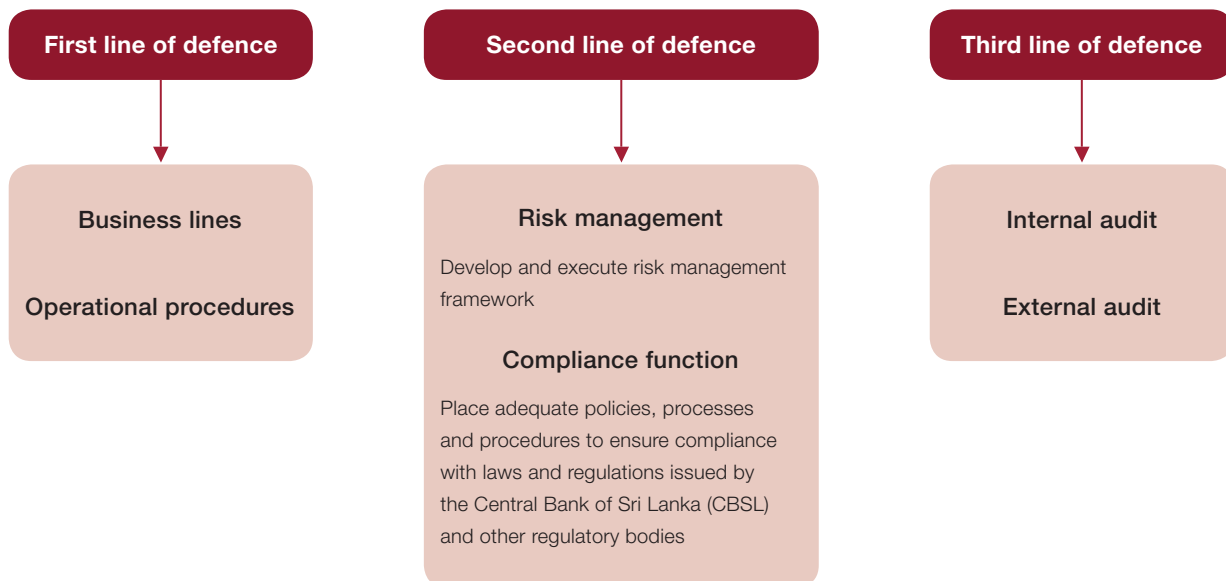 First line of defence
Business lines
Operational procedures
Second line of defence
Risk management
Develop and execute risk management
framework
Compliance function
Place adequate policies, processes
and procedures to ensure compliance
with laws and regulations issued by
the Central Bank of Sri Lanka (CBSL)
and other regulatory bodies
Third line of defence
Internal audit
External audit